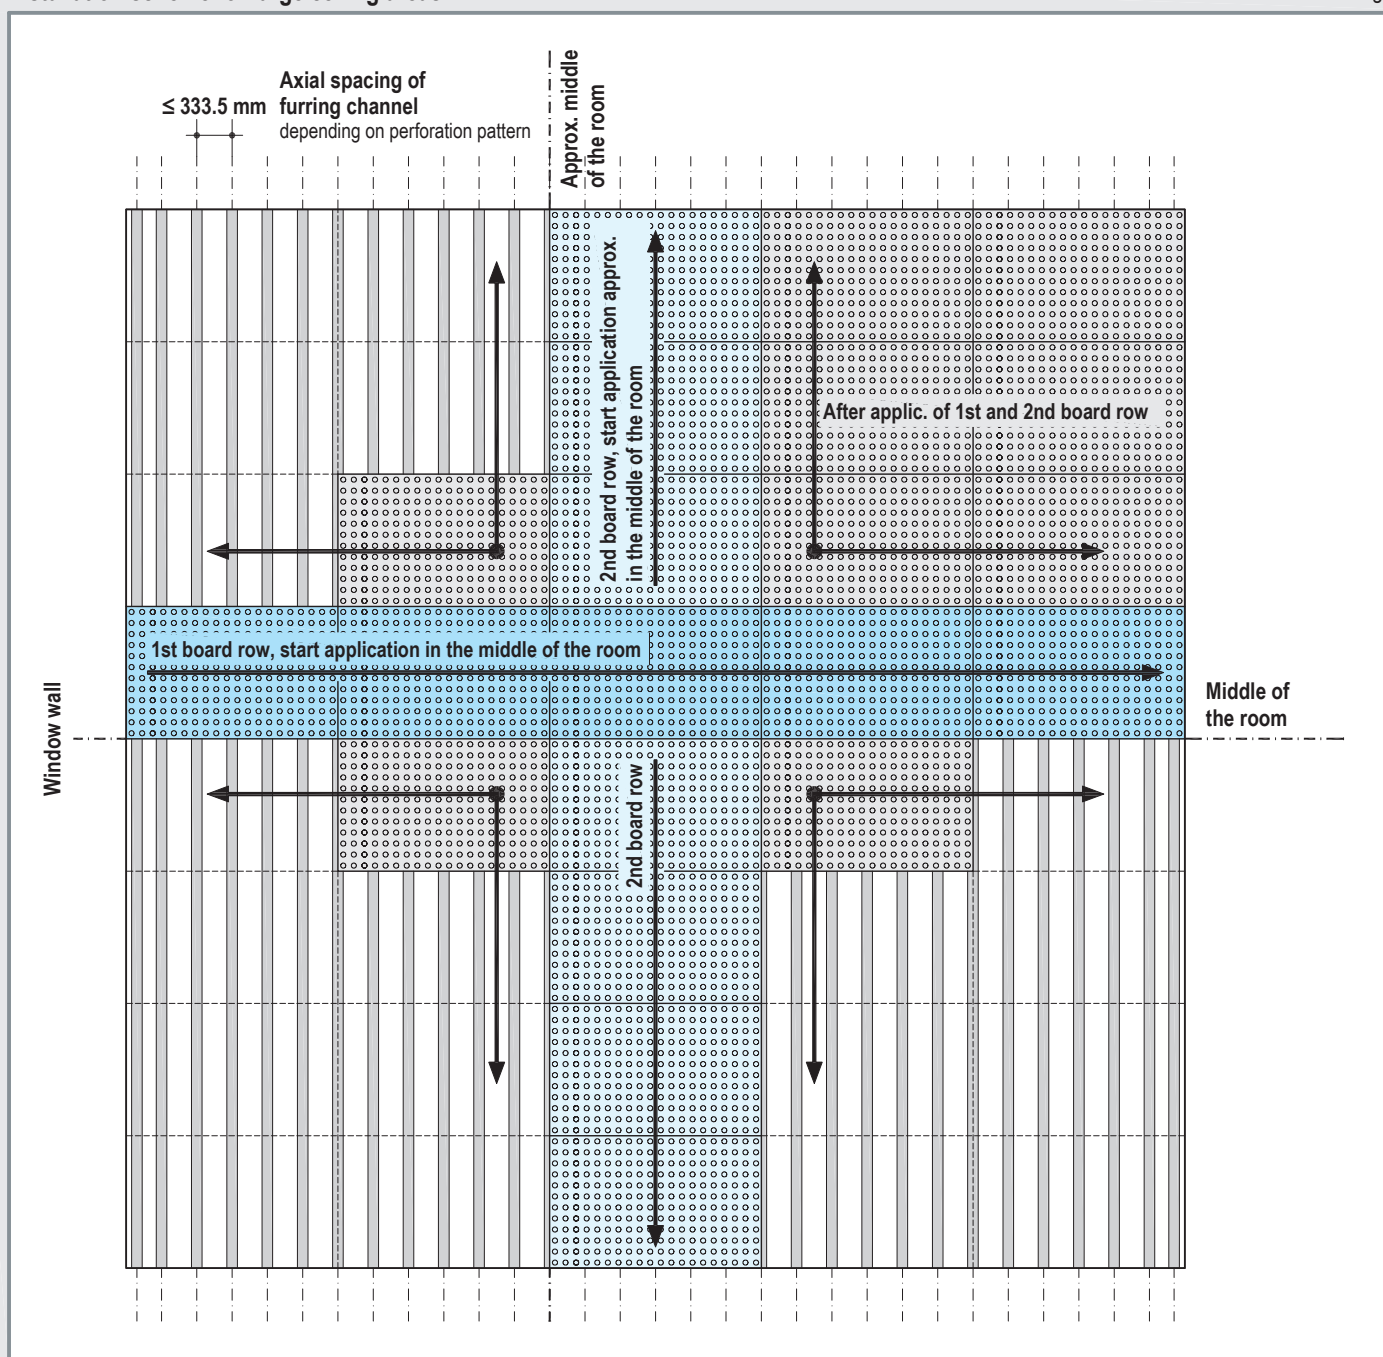 Axial spacing of
≤ 333.5 mm furring channel
depending on perforation pattern
Approx. middle
of the room
2nd board row, start application approx.
in the middle of the room
After applic. of 1st and 2nd board row
1st board row, start application in the middle of the room
Window wall
Middle of
the room
2nd board row